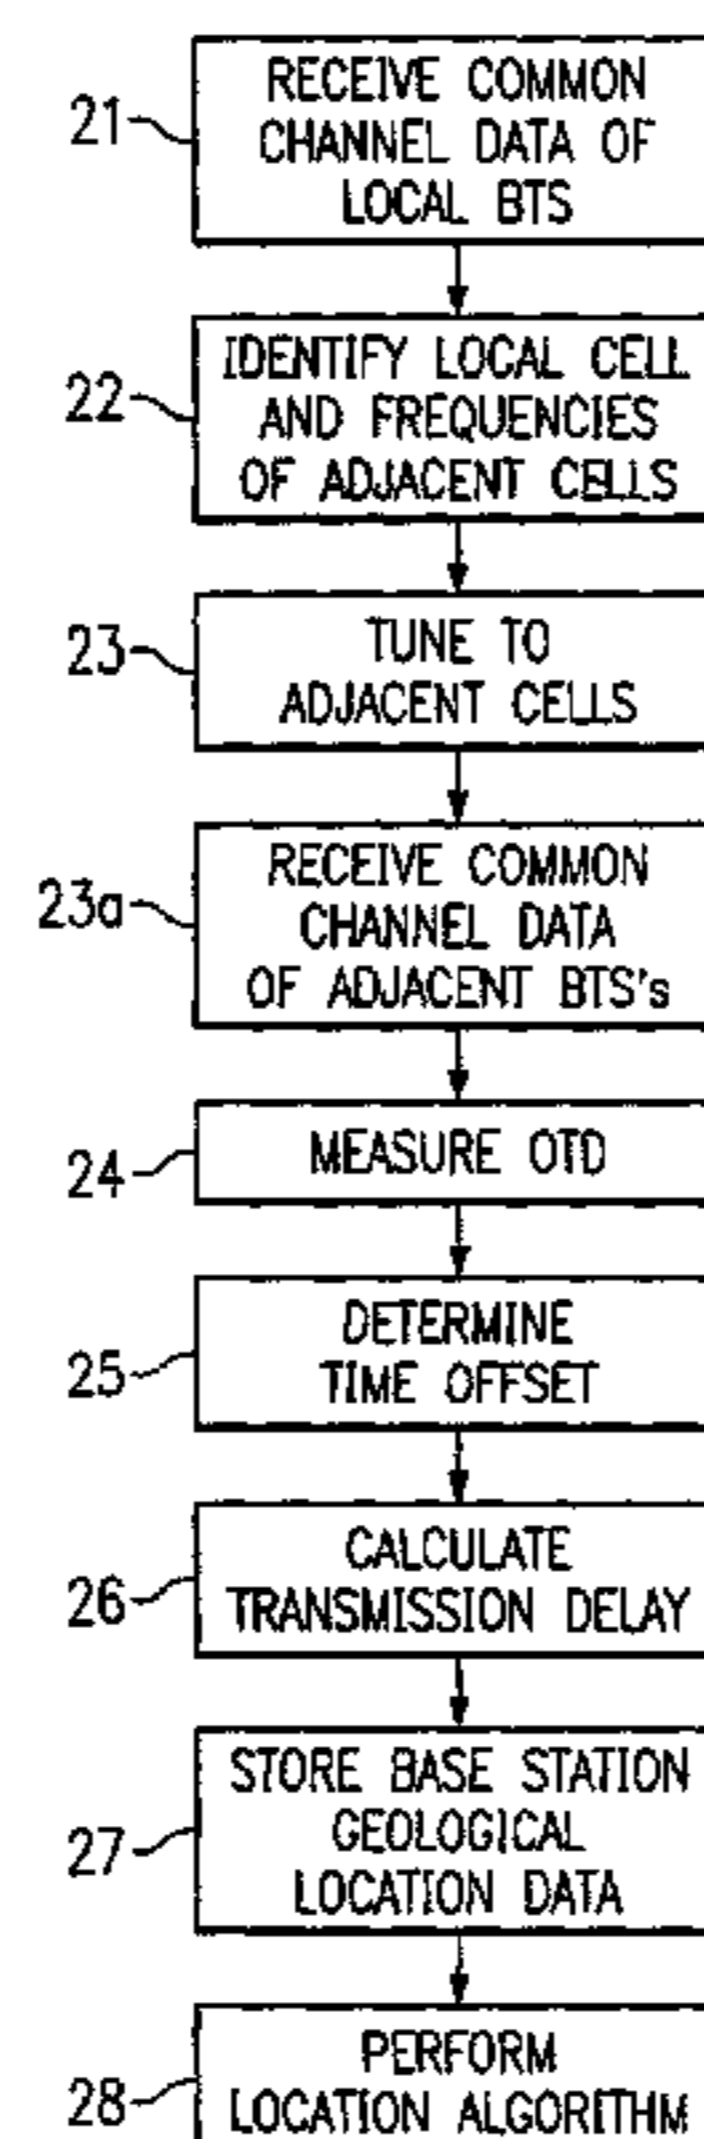 21
RECEIVE COMMON
CHANNEL DATA OF
LOCAL BTS
22
IDENTIFY LOCAL CELL
AND FREQUENCIES
OF ADJACENT CELLS
23
TUNE TO
ADJACENT CELLS
23a
RECEIVE COMMON
CHANNEL DATA
OF ADJACENT BTS's
24
MEASURE OTD
25
DETERMINE
TIME OFFSET
26
CALCULATE
TRANSMISSION DELAY
27
STORE BASE STATION
GEOLOGICAL
LOCATION DATA
28
PERFORM
LOCATION ALGORITHM